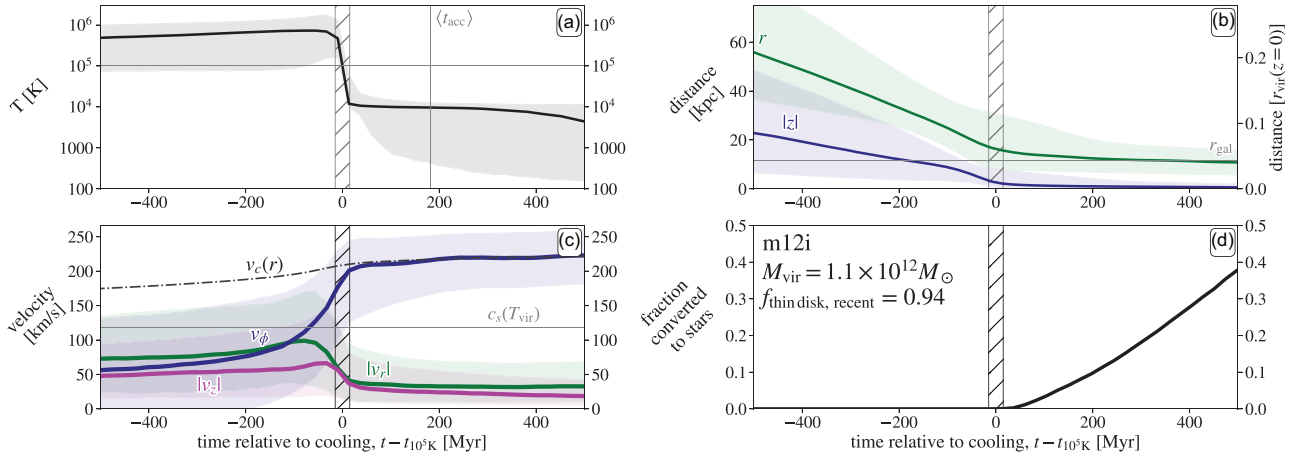 (a)
⟨t_acc⟩
T [K]
10^6
10^5
10^4
1000
100
10^6
10^5
10^4
1000
100
−400
−200
0
200
400
(b)
r
|z|
r_gal
distance
[kpc]
60
40
20
0
distance [r_vir(z = 0)]
0.2
0.1
0.0
−400
−200
0
200
400
(c)
v_c(r)
c_s(T_vir)
v_ϕ
|v_r|
|v_z|
velocity
[km/s]
250
200
150
100
50
0
250
200
150
100
50
0
−400
−200
0
200
400
time relative to cooling, t − t_10^5K [Myr]
(d)
m12i
M_vir = 1.1 × 10^12 M_⊙
f_thin disk, recent = 0.94
fraction
converted
to stars
0.5
0.4
0.3
0.2
0.1
0.0
0.5
0.4
0.3
0.2
0.1
0.0
−400
−200
0
200
400
time relative to cooling, t − t_10^5K [Myr]